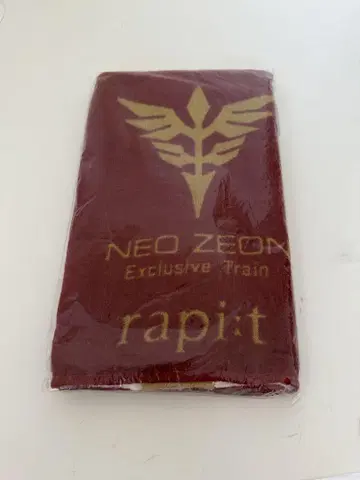 NEO ZEON
Exclusive Train
rapi:t